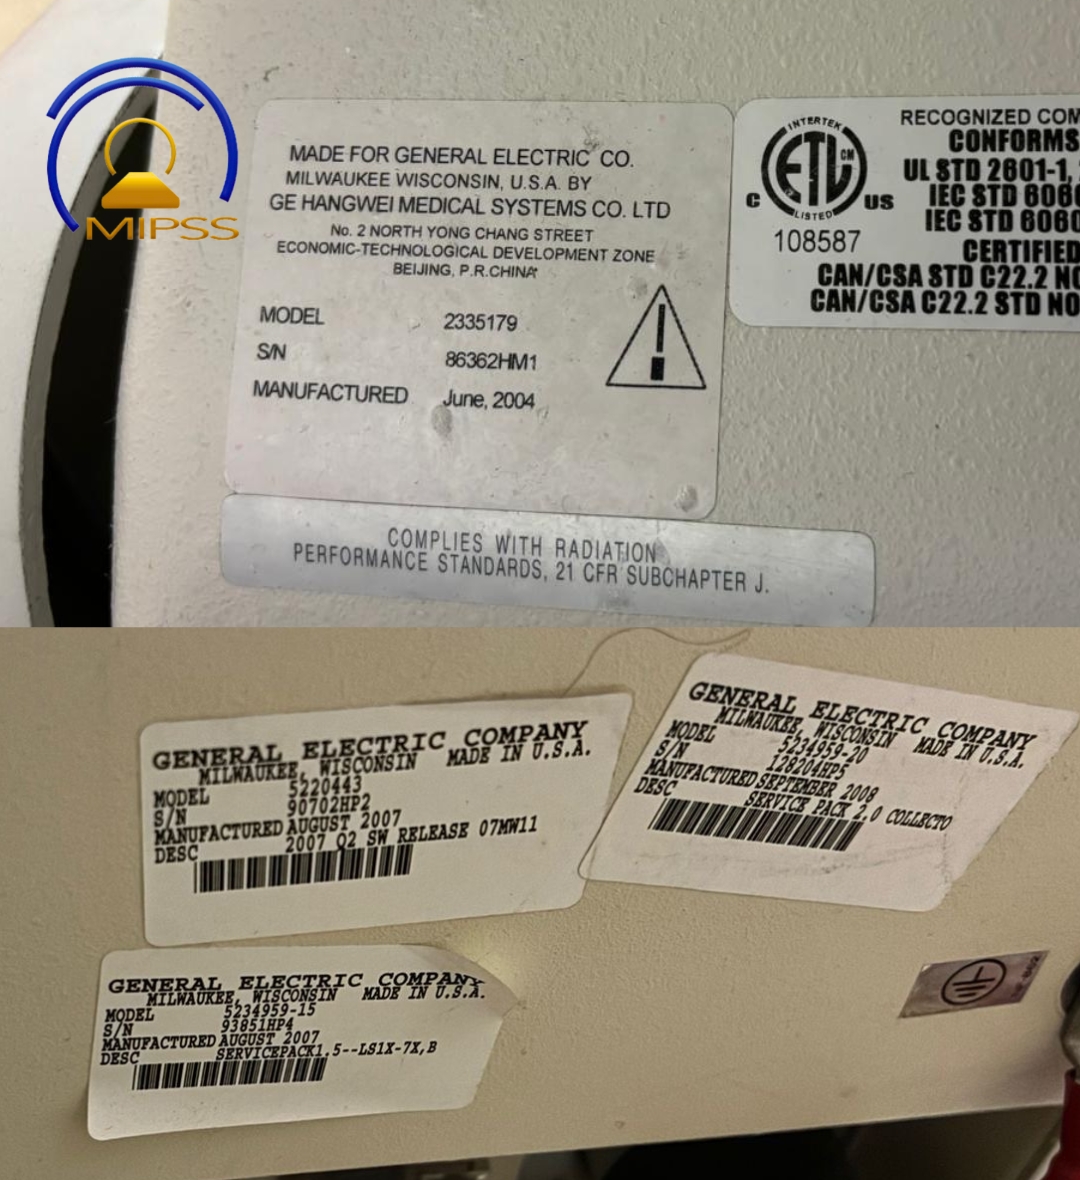 MIPSS
MADE FOR GENERAL ELECTRIC CO.
MILWAUKEE WISCONSIN, U.S.A. BY
GE HANGWEI MEDICAL SYSTEMS CO. LTD
No. 2 NORTH YONG CHANG STREET
ECONOMIC-TECHNOLOGICAL DEVELOPMENT ZONE
BEIJING, P.R.CHINA
MODEL 2335179
S/N 86362HM1
MANUFACTURED June, 2004
INTERTEK
ETL CM
LISTED
C US
108587
RECOGNIZED COM
CONFORMS
UL STD 2601-1,
IEC STD 606
IEC STD 606
CERTIFIED
CAN/CSA STD C22.2 NO
CAN/CSA C22.2 STD NO
COMPLIES WITH RADIATION
PERFORMANCE STANDARDS, 21 CFR SUBCHAPTER J.
GENERAL ELECTRIC COMPANY
MILWAUKEE, WISCONSIN MADE IN U.S.A.
MODEL 5220443
S/N 90702HP2
MANUFACTURED AUGUST 2007
DESC 2007 Q2 SW RELEASE 07MW11
GENERAL ELECTRIC COMPANY
MILWAUKEE, WISCONSIN MADE IN U.S.A.
MODEL 5234959-20
S/N 128204HP5
MANUFACTURED SEPTEMBER 2008
DESC SERVICE PACK 2.0 COLLECTO
GENERAL ELECTRIC COMPANY
MILWAUKEE, WISCONSIN MADE IN U.S.A.
MODEL 5234959-15
S/N 93851HP4
MANUFACTURED AUGUST 2007
DESC SERVICEPACK1.5--LS1X-7X,B